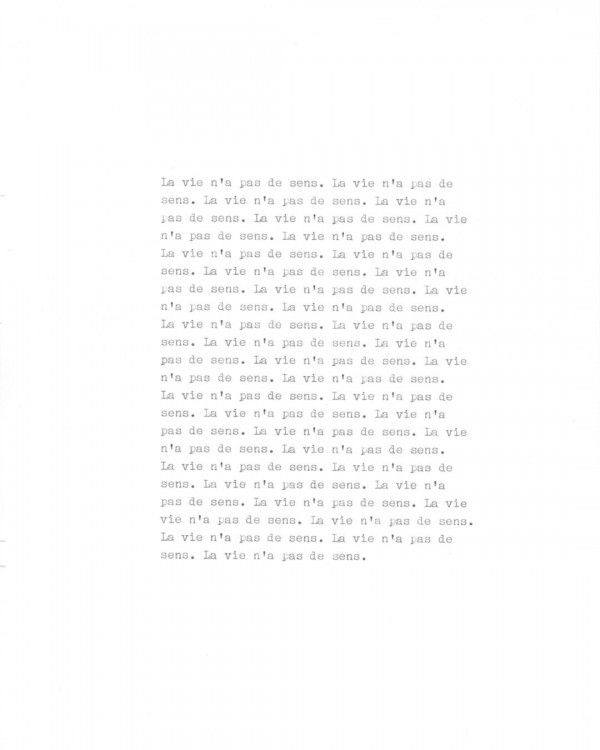 La vie n'a pas de sens. La vie n'a pas de
sens. La vie n'a pas de sens. La vie n'a
pas de sens. La vie n'a pas de sens. La vie
n'a pas de sens. La vie n'a pas de sens.
La vie n'a pas de sens. La vie n'a pas de
sens. La vie n'a pas de sens. La vie n'a
pas de sens. La vie n'a pas de sens. La vie
n'a pas de sens. La vie n'a pas de sens.
La vie n'a pas de sens. La vie n'a pas de
sens. La vie n'a pas de sens. La vie n'a
pas de sens. La vie n'a pas de sens. La vie
n'a pas de sens. La vie n'a pas de sens.
La vie n'a pas de sens. La vie n'a pas de
sens. La vie n'a pas de sens. La vie n'a
pas de sens. La vie n'a pas de sens. La vie
n'a pas de sens. La vie n'a pas de sens.
La vie n'a pas de sens. La vie n'a pas de
sens. La vie n'a pas de sens. La vie n'a
pas de sens. La vie n'a pas de sens. La vie
vie n'a pas de sens. La vie n'a pas de sens.
La vie n'a pas de sens. La vie n'a pas de
sens. La vie n'a pas de sens.